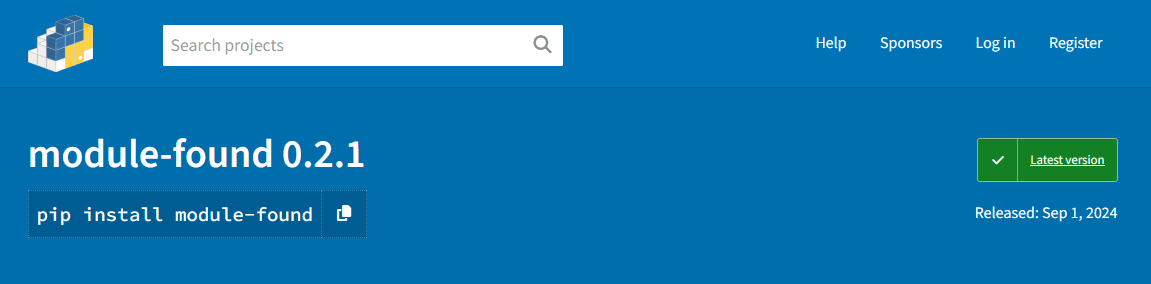 Search projects
Help Sponsors Log in Register
module-found 0.2.1
Latest version
pip install module-found
Released: Sep 1, 2024